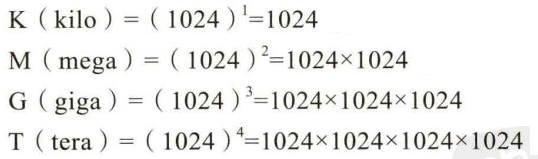 K（kilo）=（1024）¹=1024
M（mega）=（1024）²=1024×1024
G（giga）=（1024）³=1024×1024×1024
T（tera）=（1024）⁴=1024×1024×1024×1024